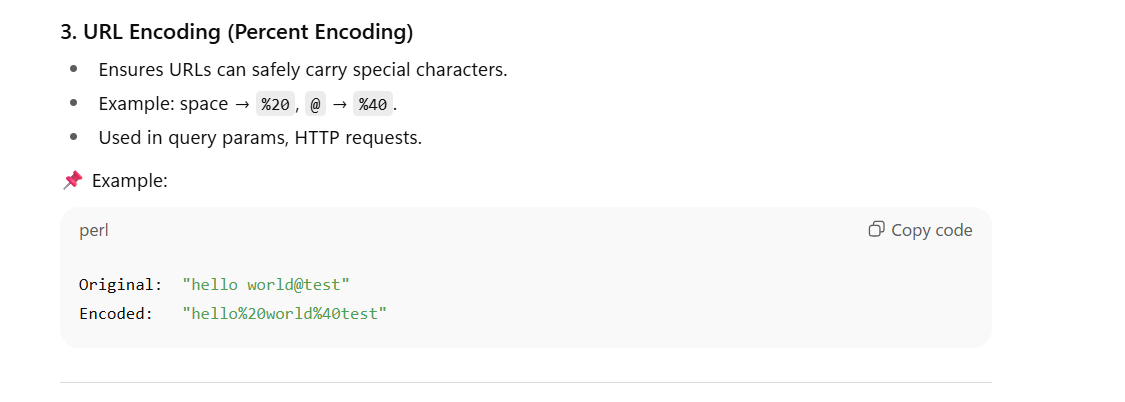 3. URL Encoding (Percent Encoding)
• Ensures URLs can safely carry special characters.
• Example: space → %20, @ → %40.
• Used in query params, HTTP requests.
📌 Example:
perl Copy code
Original: "hello world@test"
Encoded: "hello%20world%40test"